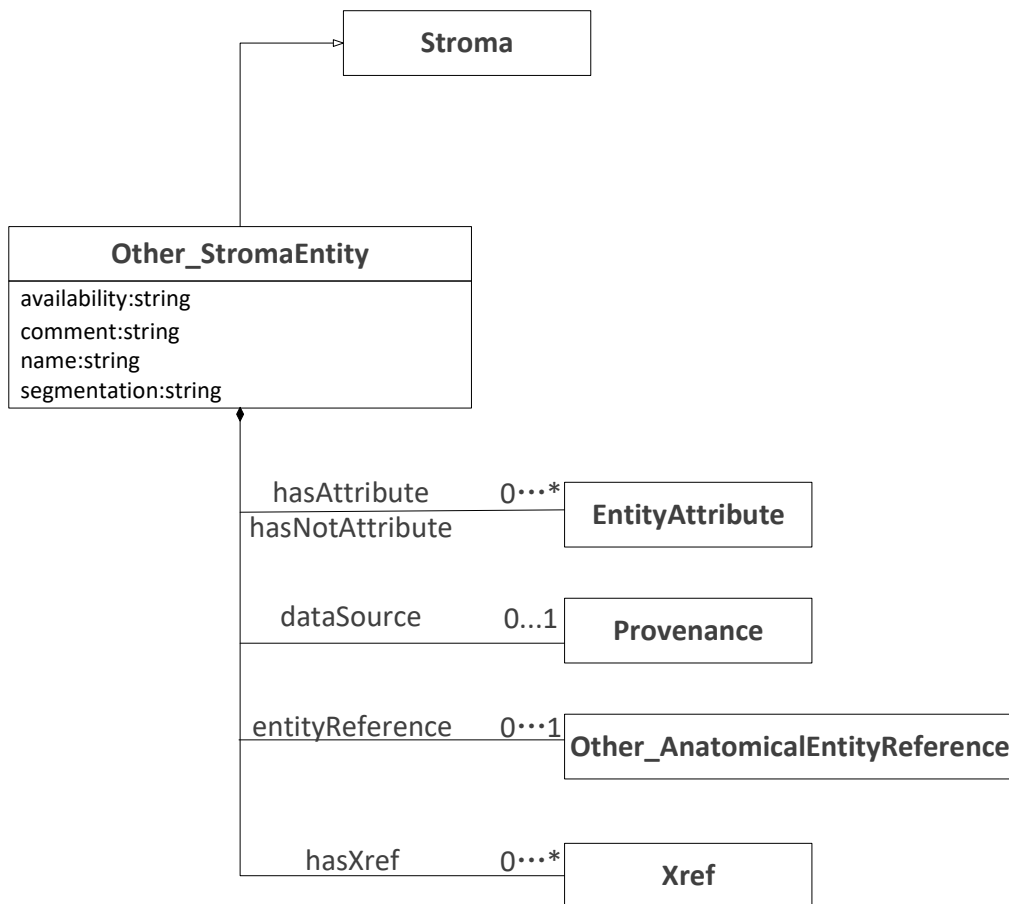 Stroma
Other_StromaEntity
availability:string
comment:string
name:string
segmentation:string
hasAttribute 0⋯*
hasNotAttribute
EntityAttribute
dataSource 0...1
Provenance
entityReference 0⋯1
Other_AnatomicalEntityReference
hasXref 0⋯*
Xref